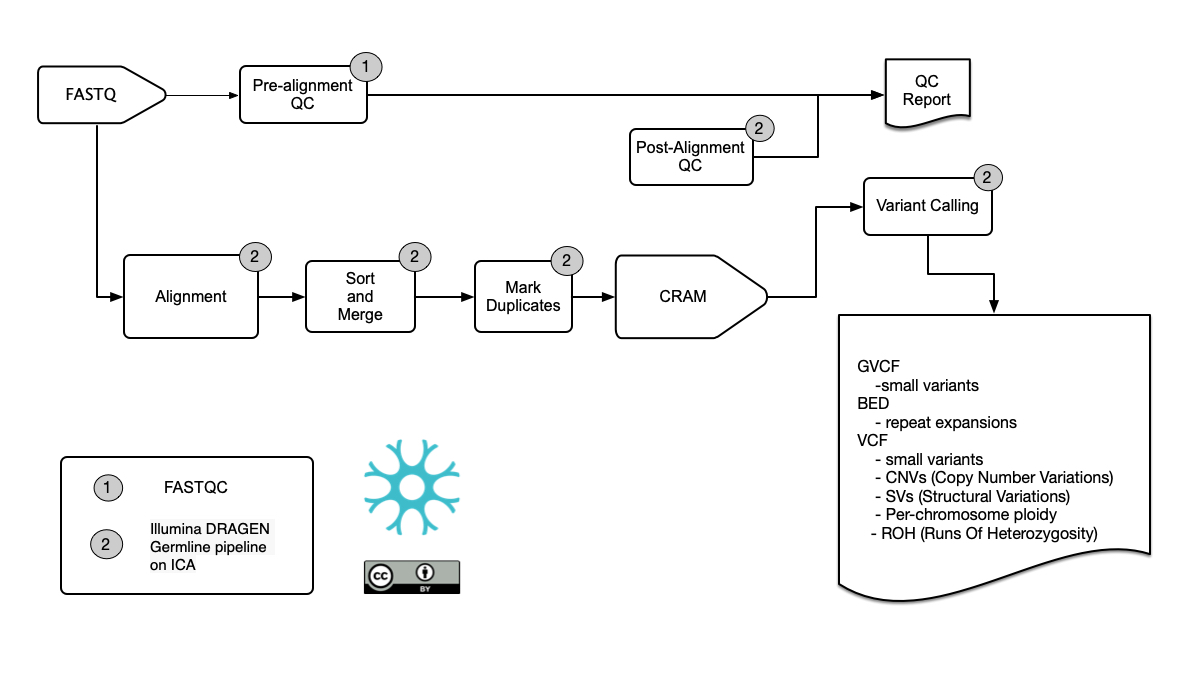 FASTQ
Pre-alignment
QC
1
QC
Report
Post-Alignment
QC
2
Variant Calling
2
Alignment
2
Sort
and
Merge
2
Mark
Duplicates
2
CRAM
GVCF
-small variants
BED
- repeat expansions
VCF
- small variants
- CNVs (Copy Number Variations)
- SVs (Structural Variations)
- Per-chromosome ploidy
- ROH (Runs Of Heterozygosity)
1 FASTQC
2
Illumina DRAGEN
Germline pipeline
on ICA
cc
BY